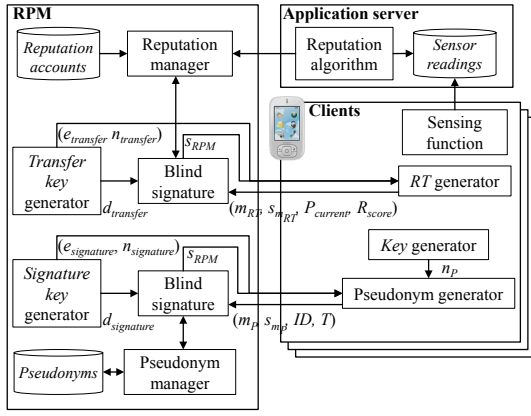 RPM
Application server
Reputation
accounts
Reputation
manager
Reputation
algorithm
Sensor
readings
Clients
Sensing
function
(e_transfer n_transfer)
s_RPM
Transfer
key
generator
d_transfer
Blind
signature
RT generator
(m_RT, s_m_RT, P_current, R_score)
(e_signature, n_signature)
s_RPM
Key generator
n_P
Signature
key
generator
d_signature
Blind
signature
Pseudonym generator
(m_P, s_m_P, ID, T)
Pseudonyms
Pseudonym
manager